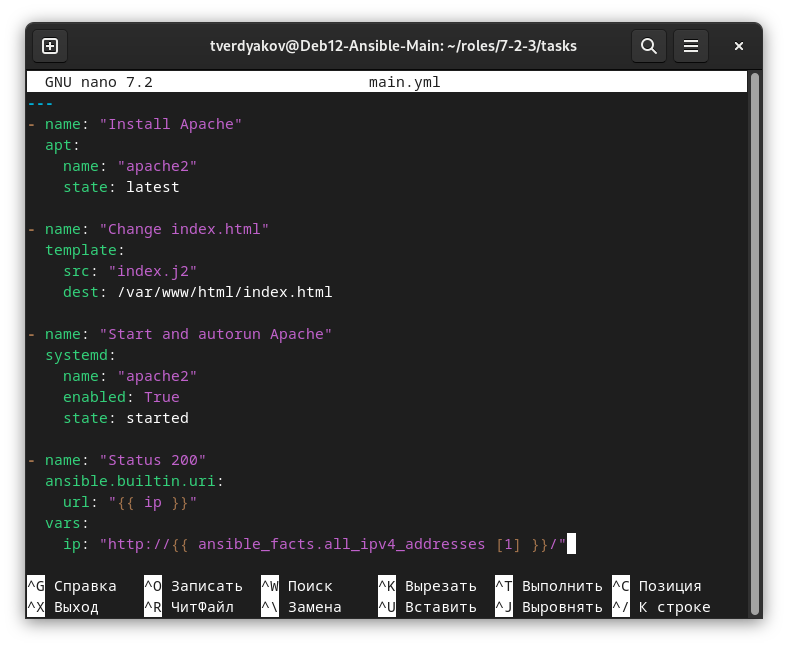 tverdyakov@Deb12-Ansible-Main: ~/roles/7-2-3/tasks
GNU nano 7.2 main.yml
---
- name: "Install Apache"
  apt:
    name: "apache2"
    state: latest

- name: "Change index.html"
  template:
    src: "index.j2"
    dest: /var/www/html/index.html

- name: "Start and autorun Apache"
  systemd:
    name: "apache2"
    enabled: True
    state: started

- name: "Status 200"
  ansible.builtin.uri:
    url: "{{ ip }}"
  vars:
    ip: "http://{{ ansible_facts.all_ipv4_addresses [1] }}/"

^G Справка ^O Записать ^W Поиск ^K Вырезать ^T Выполнить ^C Позиция
^X Выход ^R ЧитФайл ^\ Замена ^U Вставить ^J Выровнять ^/ К строке